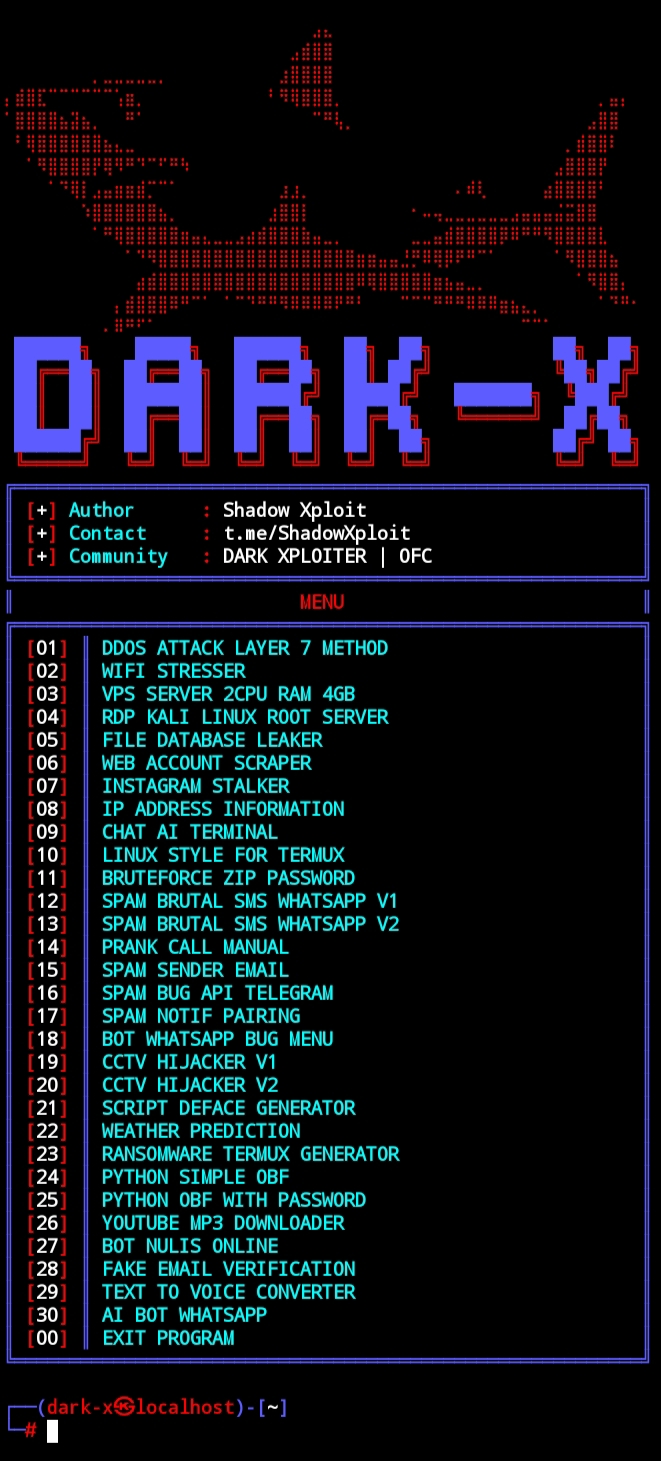 DARK-X
[+] Author : Shadow Xploit
[+] Contact : t.me/ShadowXploit
[+] Community : DARK XPLOITER | OFC
MENU
[01] DDOS ATTACK LAYER 7 METHOD
[02] WIFI STRESSER
[03] VPS SERVER 2CPU RAM 4GB
[04] RDP KALI LINUX ROOT SERVER
[05] FILE DATABASE LEAKER
[06] WEB ACCOUNT SCRAPER
[07] INSTAGRAM STALKER
[08] IP ADDRESS INFORMATION
[09] CHAT AI TERMINAL
[10] LINUX STYLE FOR TERMUX
[11] BRUTEFORCE ZIP PASSWORD
[12] SPAM BRUTAL SMS WHATSAPP V1
[13] SPAM BRUTAL SMS WHATSAPP V2
[14] PRANK CALL MANUAL
[15] SPAM SENDER EMAIL
[16] SPAM BUG API TELEGRAM
[17] SPAM NOTIF PAIRING
[18] BOT WHATSAPP BUG MENU
[19] CCTV HIJACKER V1
[20] CCTV HIJACKER V2
[21] SCRIPT DEFACE GENERATOR
[22] WEATHER PREDICTION
[23] RANSOMWARE TERMUX GENERATOR
[24] PYTHON SIMPLE OBF
[25] PYTHON OBF WITH PASSWORD
[26] YOUTUBE MP3 DOWNLOADER
[27] BOT NULIS ONLINE
[28] FAKE EMAIL VERIFICATION
[29] TEXT TO VOICE CONVERTER
[30] AI BOT WHATSAPP
[00] EXIT PROGRAM
┌──(dark-x㉿localhost)-[~]
└─#